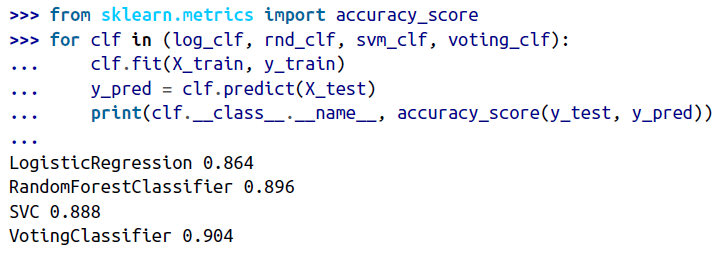 >>> from sklearn.metrics import accuracy_score
>>> for clf in (log_clf, rnd_clf, svm_clf, voting_clf):
...     clf.fit(X_train, y_train)
...     y_pred = clf.predict(X_test)
...     print(clf.__class__.__name__, accuracy_score(y_test, y_pred))
...
LogisticRegression 0.864
RandomForestClassifier 0.896
SVC 0.888
VotingClassifier 0.904